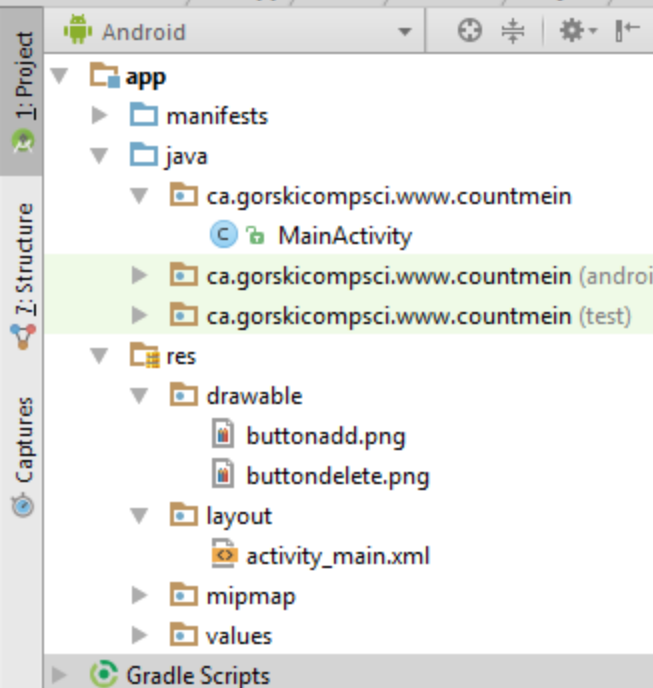 Android
1: Project
7: Structure
Captures
app
manifests
java
ca.gorskicompsci.www.countmein
MainActivity
ca.gorskicompsci.www.countmein (androi
ca.gorskicompsci.www.countmein (test)
res
drawable
buttonadd.png
buttondelete.png
layout
activity_main.xml
mipmap
values
Gradle Scripts